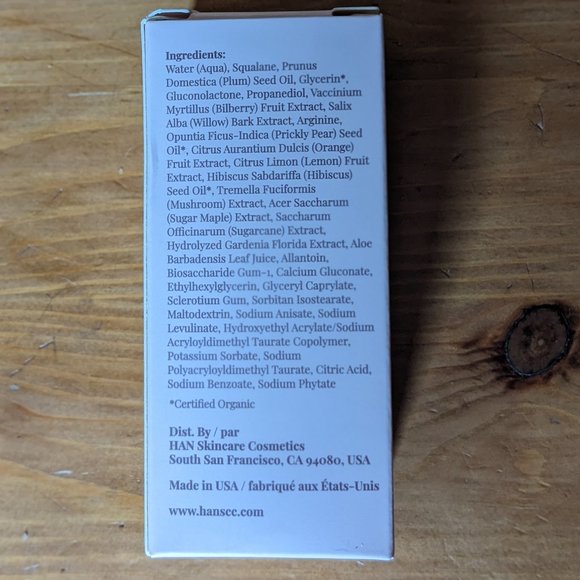 Ingredients:
Water (Aqua), Squalane, Prunus
Domestica (Plum) Seed Oil, Glycerin*,
Gluconolactone, Propanediol, Vaccinium
Myrtillus (Bilberry) Fruit Extract, Salix
Alba (Willow) Bark Extract, Arginine,
Opuntia Ficus-Indica (Prickly Pear) Seed
Oil*, Citrus Aurantium Dulcis (Orange)
Fruit Extract, Citrus Limon (Lemon) Fruit
Extract, Hibiscus Sabdariffa (Hibiscus)
Seed Oil*, Tremella Fuciformis
(Mushroom) Extract, Acer Saccharum
(Sugar Maple) Extract, Saccharum
Officinarum (Sugarcane) Extract,
Hydrolyzed Gardenia Florida Extract, Aloe
Barbadensis Leaf Juice, Allantoin,
Biosaccharide Gum-1, Calcium Gluconate,
Ethylhexylglycerin, Glyceryl Caprylate,
Sclerotium Gum, Sorbitan Isostearate,
Maltodextrin, Sodium Anisate, Sodium
Levulinate, Hydroxyethyl Acrylate/Sodium
Acryloyldimethyl Taurate Copolymer,
Potassium Sorbate, Sodium
Polyacryloyldimethyl Taurate, Citric Acid,
Sodium Benzoate, Sodium Phytate
*Certified Organic
Dist. By / par
HAN Skincare Cosmetics
South San Francisco, CA 94080, USA
Made in USA / fabriqué aux États-Unis
www.hanscc.com